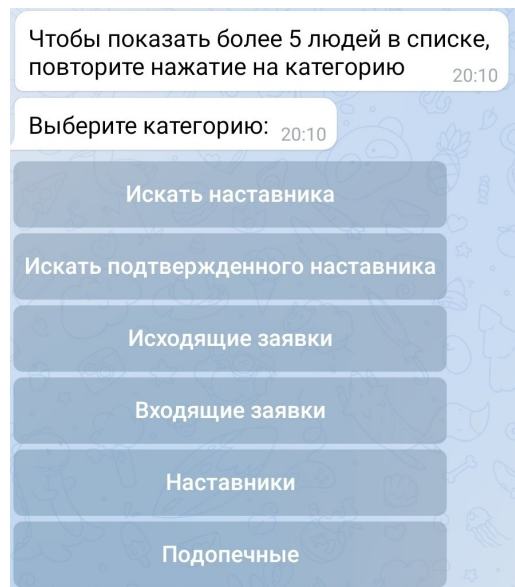 Чтобы показать более 5 людей в списке,
повторите нажатие на категорию 20:10
Выберите категорию: 20:10
Искать наставника
Искать подтвержденного наставника
Исходящие заявки
Входящие заявки
Наставники
Подопечные